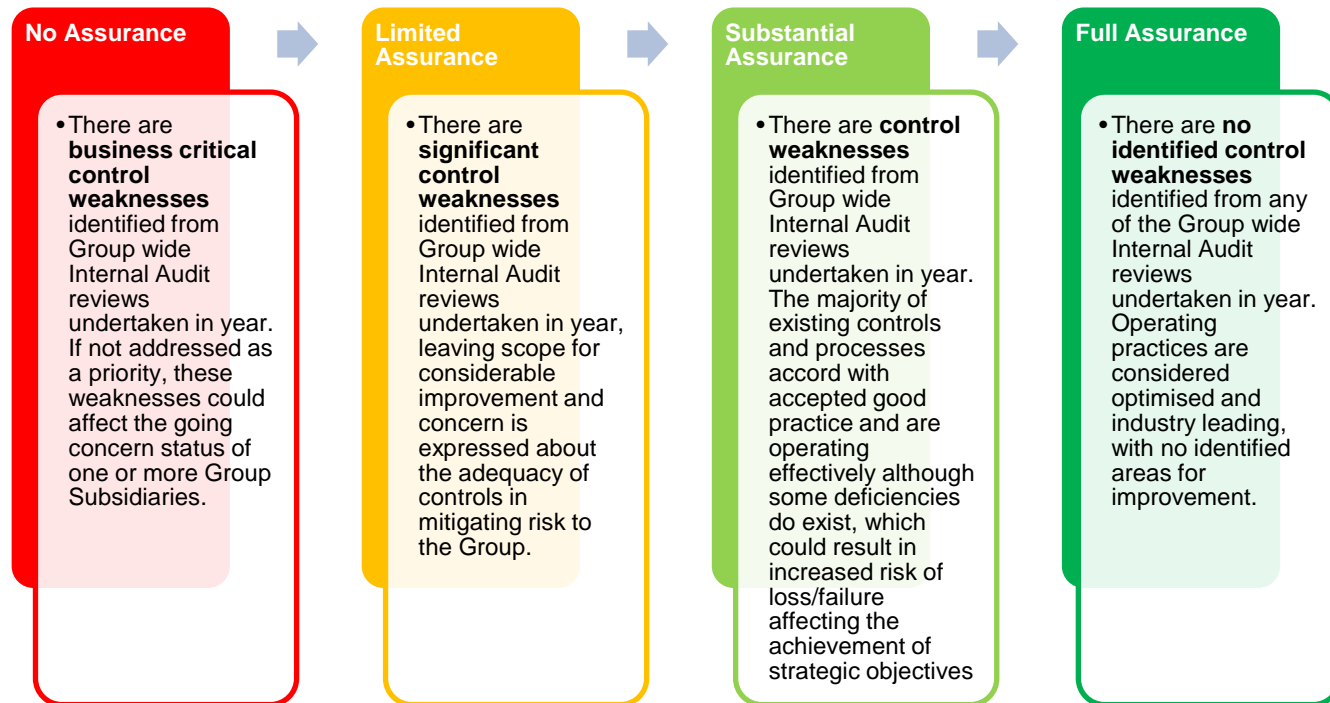 No Assurance
• There are
business critical
control
weaknesses
identified from
Group wide
Internal Audit
reviews
undertaken in year.
If not addressed as
a priority, these
weaknesses could
affect the going
concern status of
one or more Group
Subsidiaries.
Limited
Assurance
• There are
significant
control
weaknesses
identified from
Group wide
Internal Audit
reviews
undertaken in year,
leaving scope for
considerable
improvement and
concern is
expressed about
the adequacy of
controls in
mitigating risk to
the Group.
Substantial
Assurance
• There are control
weaknesses
identified from
Group wide
Internal Audit
reviews
undertaken in year.
The majority of
existing controls
and processes
accord with
accepted good
practice and are
operating
effectively although
some deficiencies
do exist, which
could result in
increased risk of
loss/failure
affecting the
achievement of
strategic objectives
Full Assurance
• There are no
identified control
weaknesses
identified from any
of the Group wide
Internal Audit
reviews
undertaken in year.
Operating
practices are
considered
optimised and
industry leading,
with no identified
areas for
improvement.